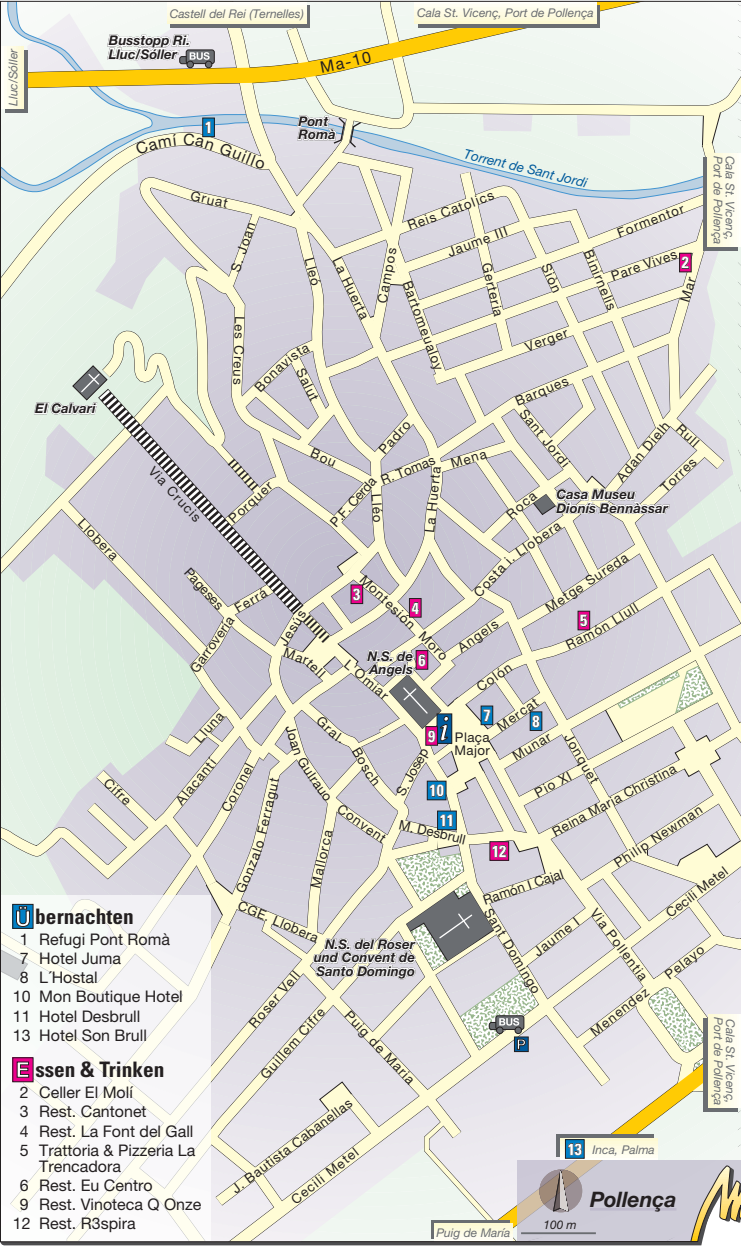 Castell del Rei (Ternelles)
Cala St. Vicenç, Port de Pollença
Lluc/Sóller
Busstopp Ri.
Lluc/Sóller
BUS
Ma-10
1
Camí Can Guillo
Pont
Romà
Torrent de Sant Jordi
Cala St. Vicenç,
Port de Pollença
Gruat
S. Joan
Lleó
La Huerta
Campos
Reis Catolics
Jaume III
Bartomeualoy
Gerteria
Sión
Binimelis
Formentor
Pare Vives
2
Mar
Verger
Les Creus
Bonavista
Salut
Barques
El Calvari
Via Crucis
Porquer
Bou
Padro
P.F. Cerda
R. Tomas
Mena
Lleó
La Huerta
Sant Jordi
Roca
Adan Dieh
Rull
Torres
Casa Museu
Dionís Bennàssar
Costa I. Llobera
Llobera
Pageses
Ferrá
Garroveria
Jesús
3
Montesión
4
Moro
Angels
Metge Sureda
5
Ramón Llull
Martell
L'Omiar
N.S. de
Angels
6
Colón
Mercat
7
8
i
9
Plaça
Major
Munar
Jonquet
Lluna
Alacantí
Coronel
Joan Guiraud
Gral. Bosch
S. Josep
10
11
Pio XI
Reina Maria Christina
Philip Newman
Cifre
Gonzalo Ferragut
Mallorca
Convent
M. Desbrull
12
Ramón I Cajal
Cecili Metel
CGE. Llobera
N.S. del Roser
und Convent de
Santo Domingo
Sant Domingo
Jaume I
Via Pollentia
Pelayo
Menendez
Roser Vell
Guillem Cifre
Puig de Maria
BUS
P
Cala St. Vicenç,
Port de Pollença
J. Bautista Cabanellas
Cecili Metel
13 Inca, Palma
Puig de María
Pollença
100 m
Übernachten
1 Refugi Pont Romà
7 Hotel Juma
8 L´Hostal
10 Mon Boutique Hotel
11 Hotel Desbrull
13 Hotel Son Brull
Essen & Trinken
2 Celler El Molí
3 Rest. Cantonet
4 Rest. La Font del Gall
5 Trattoria & Pizzeria La
Trencadora
6 Rest. Eu Centro
9 Rest. Vinoteca Q Onze
12 Rest. R3spira